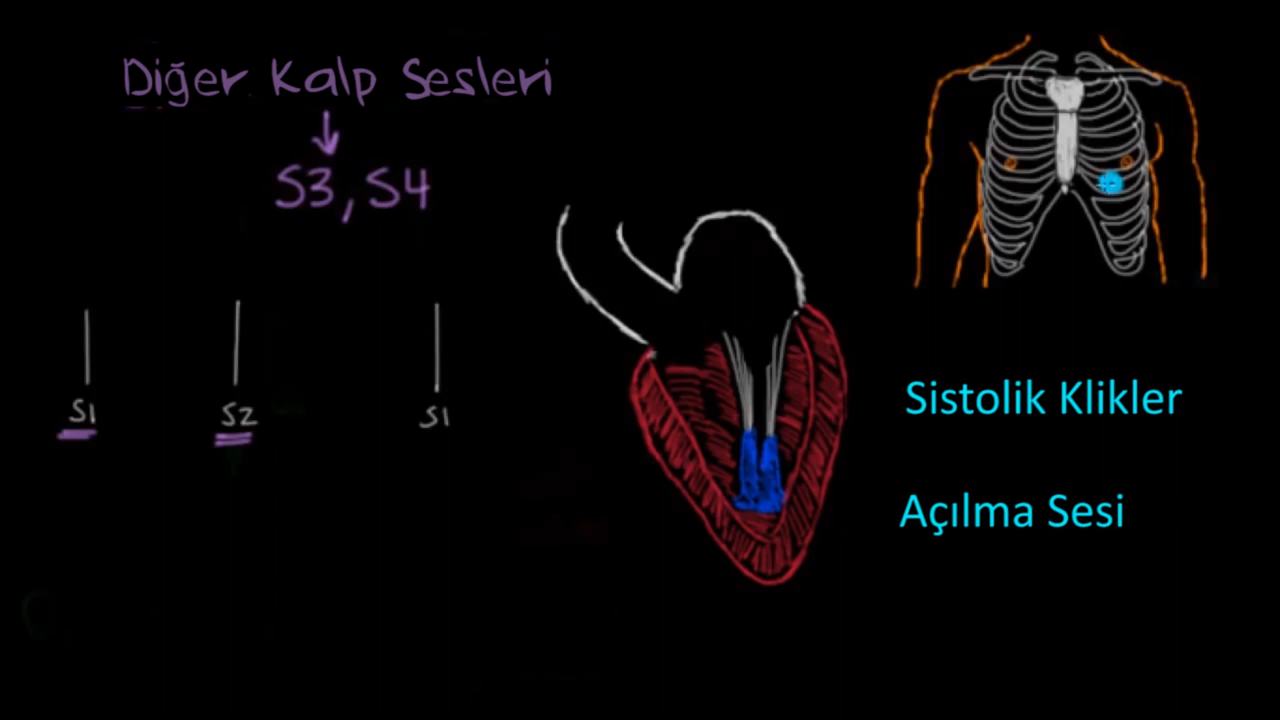 Diğer Kalp Sesleri
S3, S4
S1 S2 S1
Sistolik Klikler
Açılma Sesi